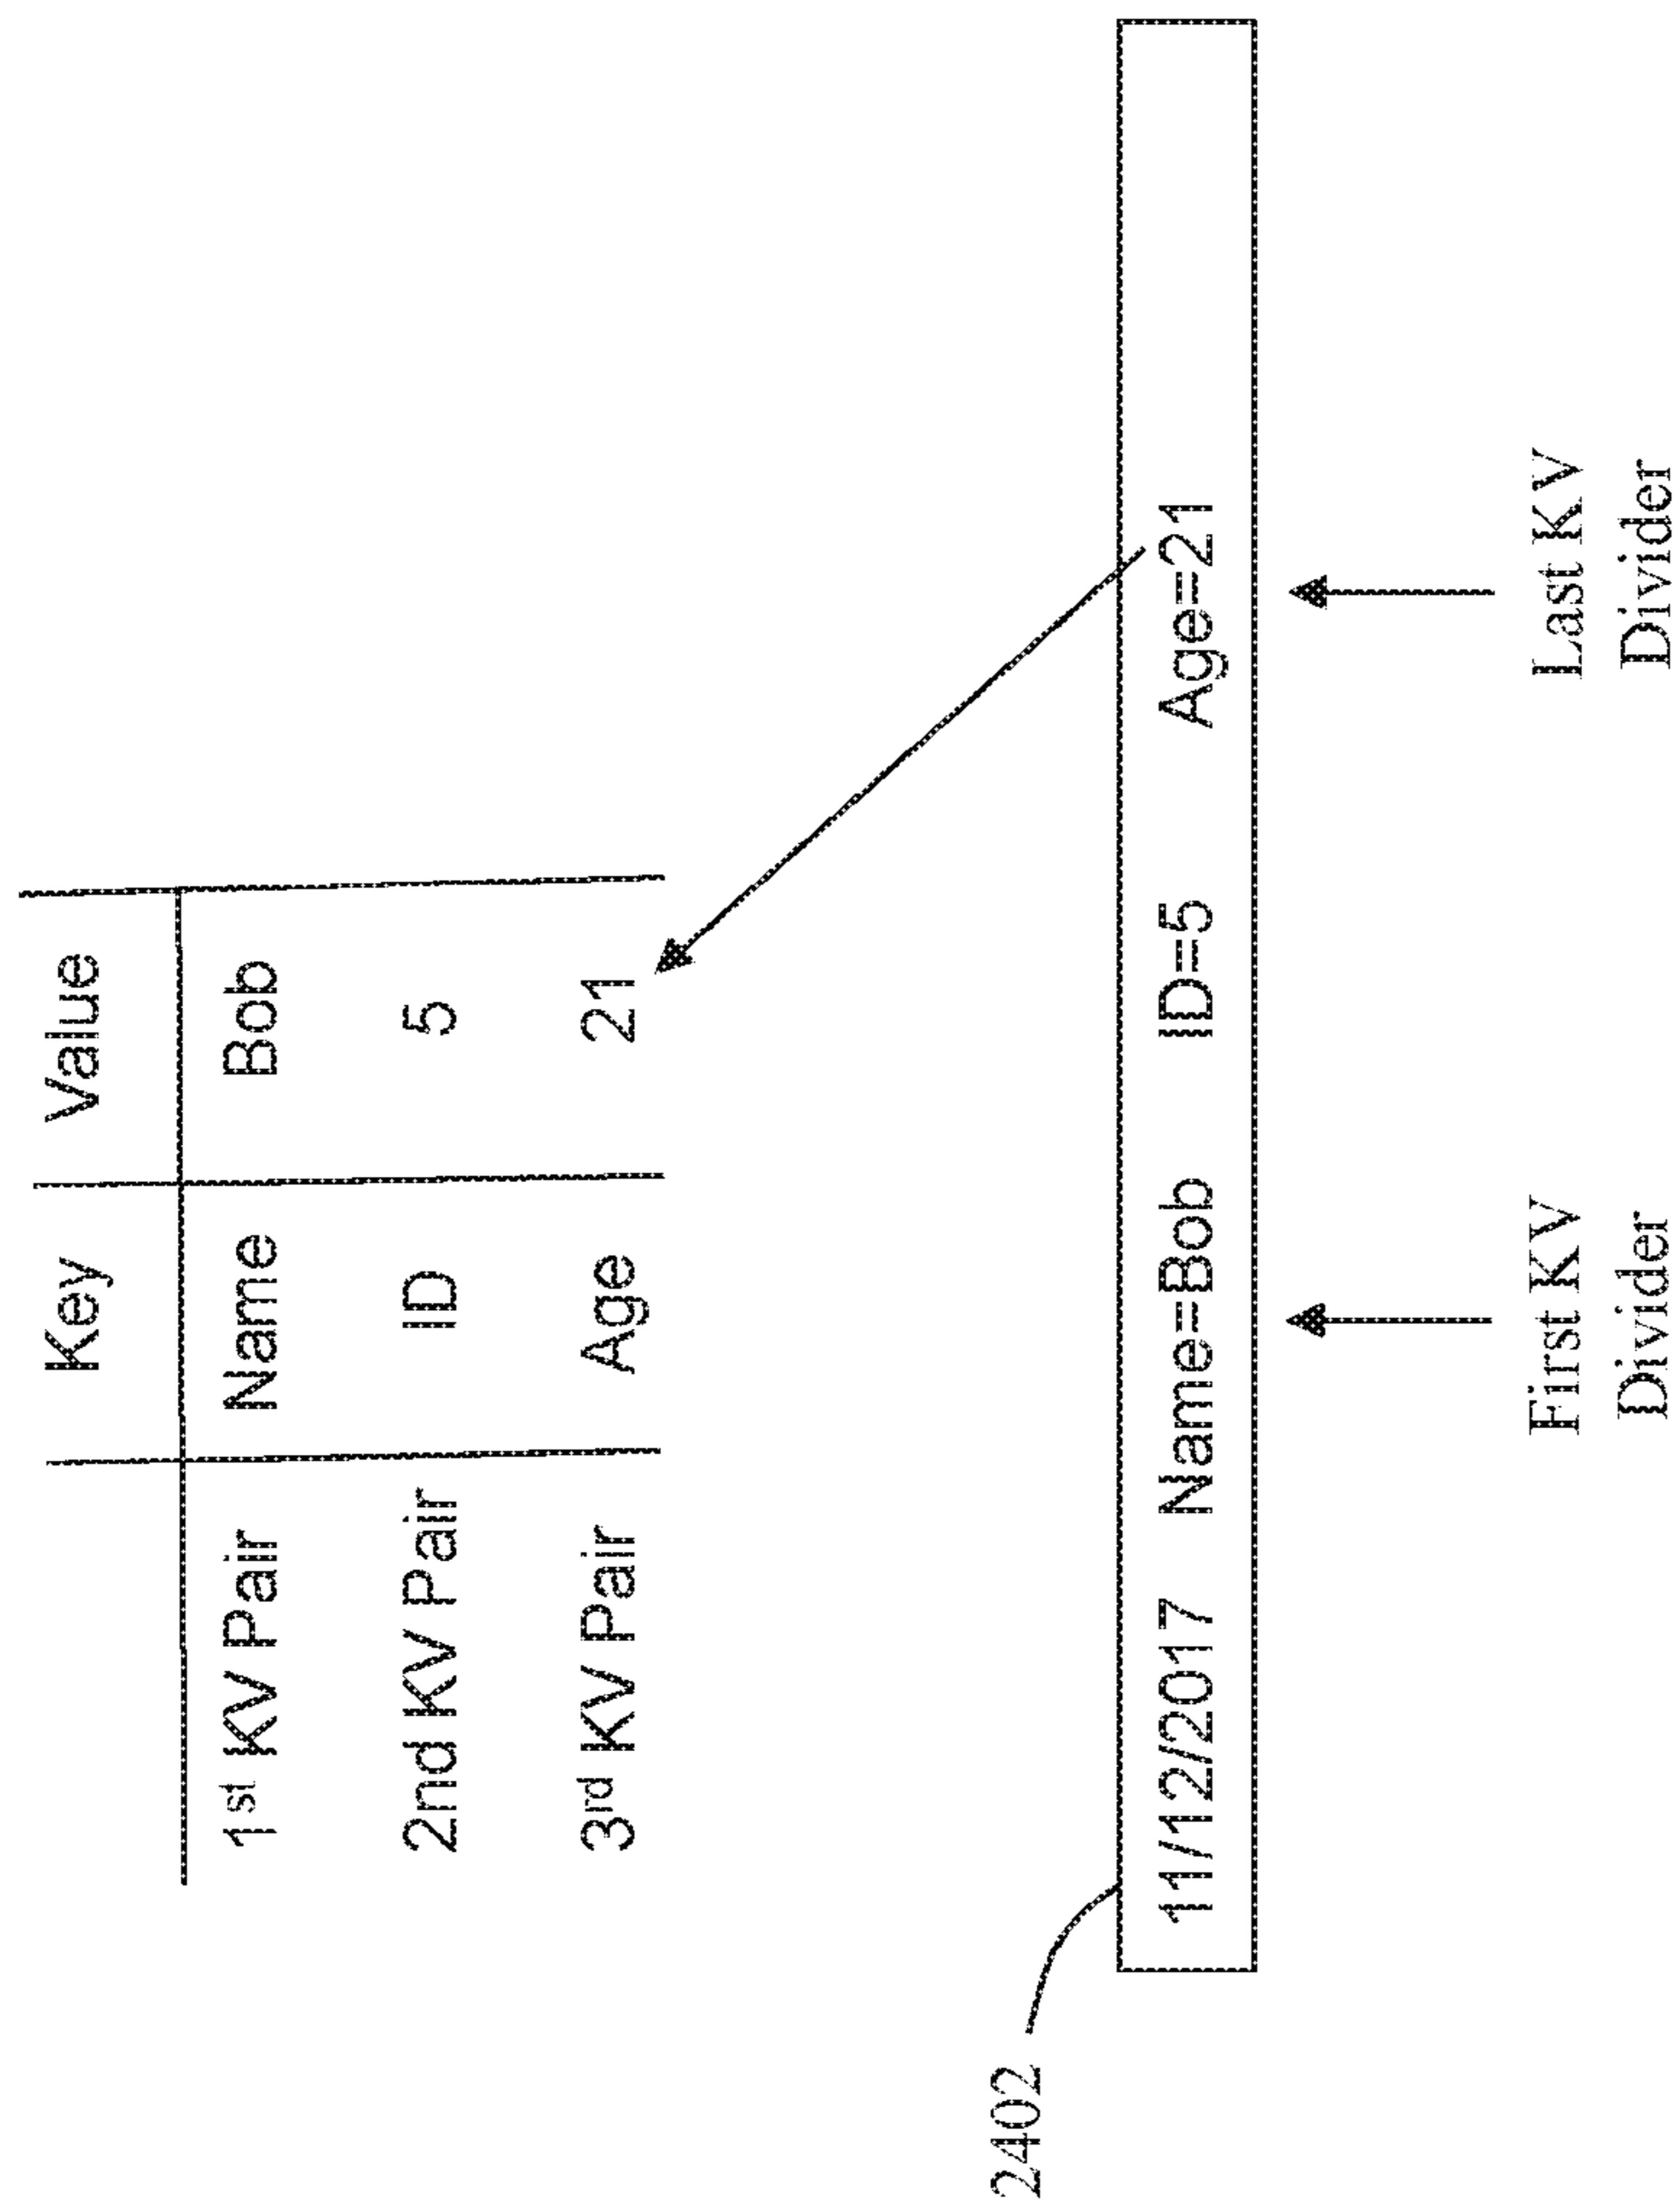 Key Value
1st KV Pair Name Bob
2nd KV Pair ID 5
3rd KV Pair Age 21
2402
11/12/2017 Name=Bob ID=5 Age=21
First KV
Divider
Last KV
Divider